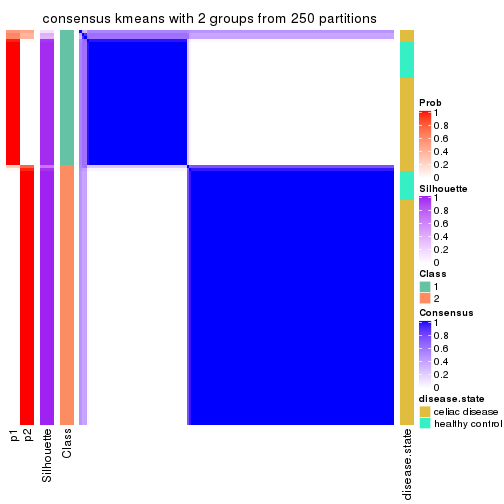 consensus kmeans with 2 groups from 250 partitions
Prob
1
0.8
0.6
0.4
0.2
0
Silhouette
1
0.8
0.6
0.4
0.2
0
Class
1
2
Consensus
1
0.8
0.6
0.4
0.2
0
disease.state
celiac disease
healthy control
p1
p2
Silhouette
Class
disease.state